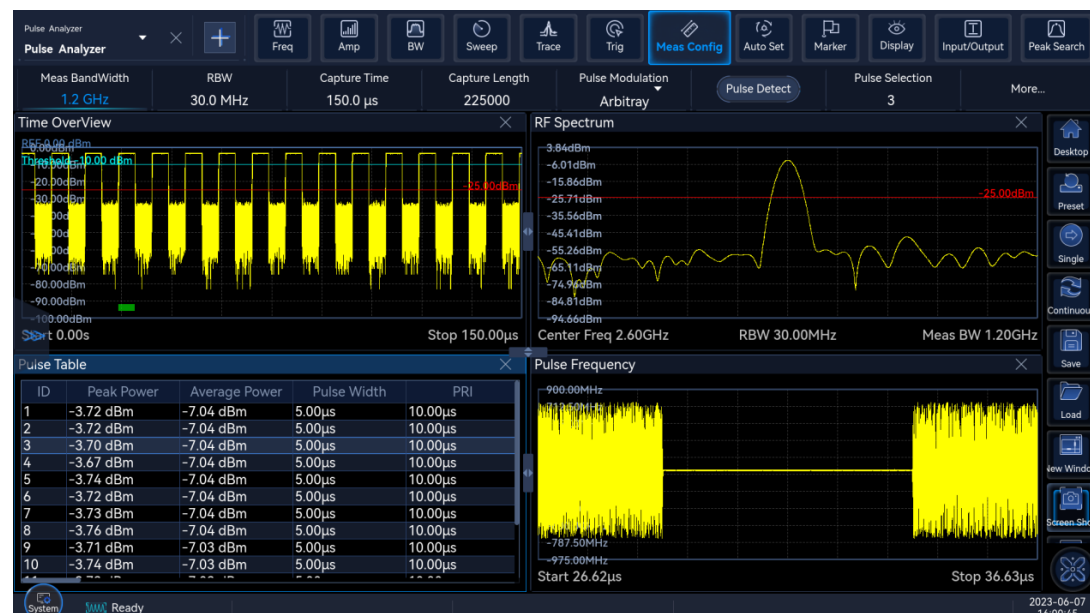 Pulse Analyzer
Pulse Analyzer
Freq
Amp
BW
Sweep
Trace
Trig
Meas Config
Auto Set
Marker
Display
Input/Output
Peak Search
Meas BandWidth
1.2 GHz
RBW
30.0 MHz
Capture Time
150.0 µs
Capture Length
225000
Pulse Modulation
Arbitray
Pulse Detect
Pulse Selection
3
More...
Time OverView
REF 0.00 dBm
0.00dBm
Threshold -10.00 dBm
-10.00dBm
-20.00dBm
-25.00dBm
-30.00dBm
-70.00dBm
-80.00dBm
-90.00dBm
-100.00dBm
Start 0.00s
Stop 150.00µs
RF Spectrum
3.84dBm
-6.01dBm
-15.86dBm
-25.00dBm
-25.71dBm
-35.56dBm
-45.41dBm
-55.26dBm
-65.11dBm
-74.96dBm
-84.81dBm
-94.66dBm
Center Freq 2.60GHz
RBW 30.00MHz
Meas BW 1.20GHz
Pulse Table
ID Peak Power Average Power Pulse Width PRI
1 -3.72 dBm -7.04 dBm 5.00µs 10.00µs
2 -3.72 dBm -7.04 dBm 5.00µs 10.00µs
3 -3.70 dBm -7.04 dBm 5.00µs 10.00µs
4 -3.67 dBm -7.04 dBm 5.00µs 10.00µs
5 -3.74 dBm -7.04 dBm 5.00µs 10.00µs
6 -3.72 dBm -7.04 dBm 5.00µs 10.00µs
7 -3.73 dBm -7.04 dBm 5.00µs 10.00µs
8 -3.76 dBm -7.04 dBm 5.00µs 10.00µs
9 -3.71 dBm -7.03 dBm 5.00µs 10.00µs
10 -3.74 dBm -7.03 dBm 5.00µs 10.00µs
Pulse Frequency
900.00MHz
-787.50MHz
-975.00MHz
Start 26.62µs
Stop 36.63µs
Desktop
Preset
Single
Continuou
Save
Load
New Windo
Screen Sho
System
Ready
2023-06-07